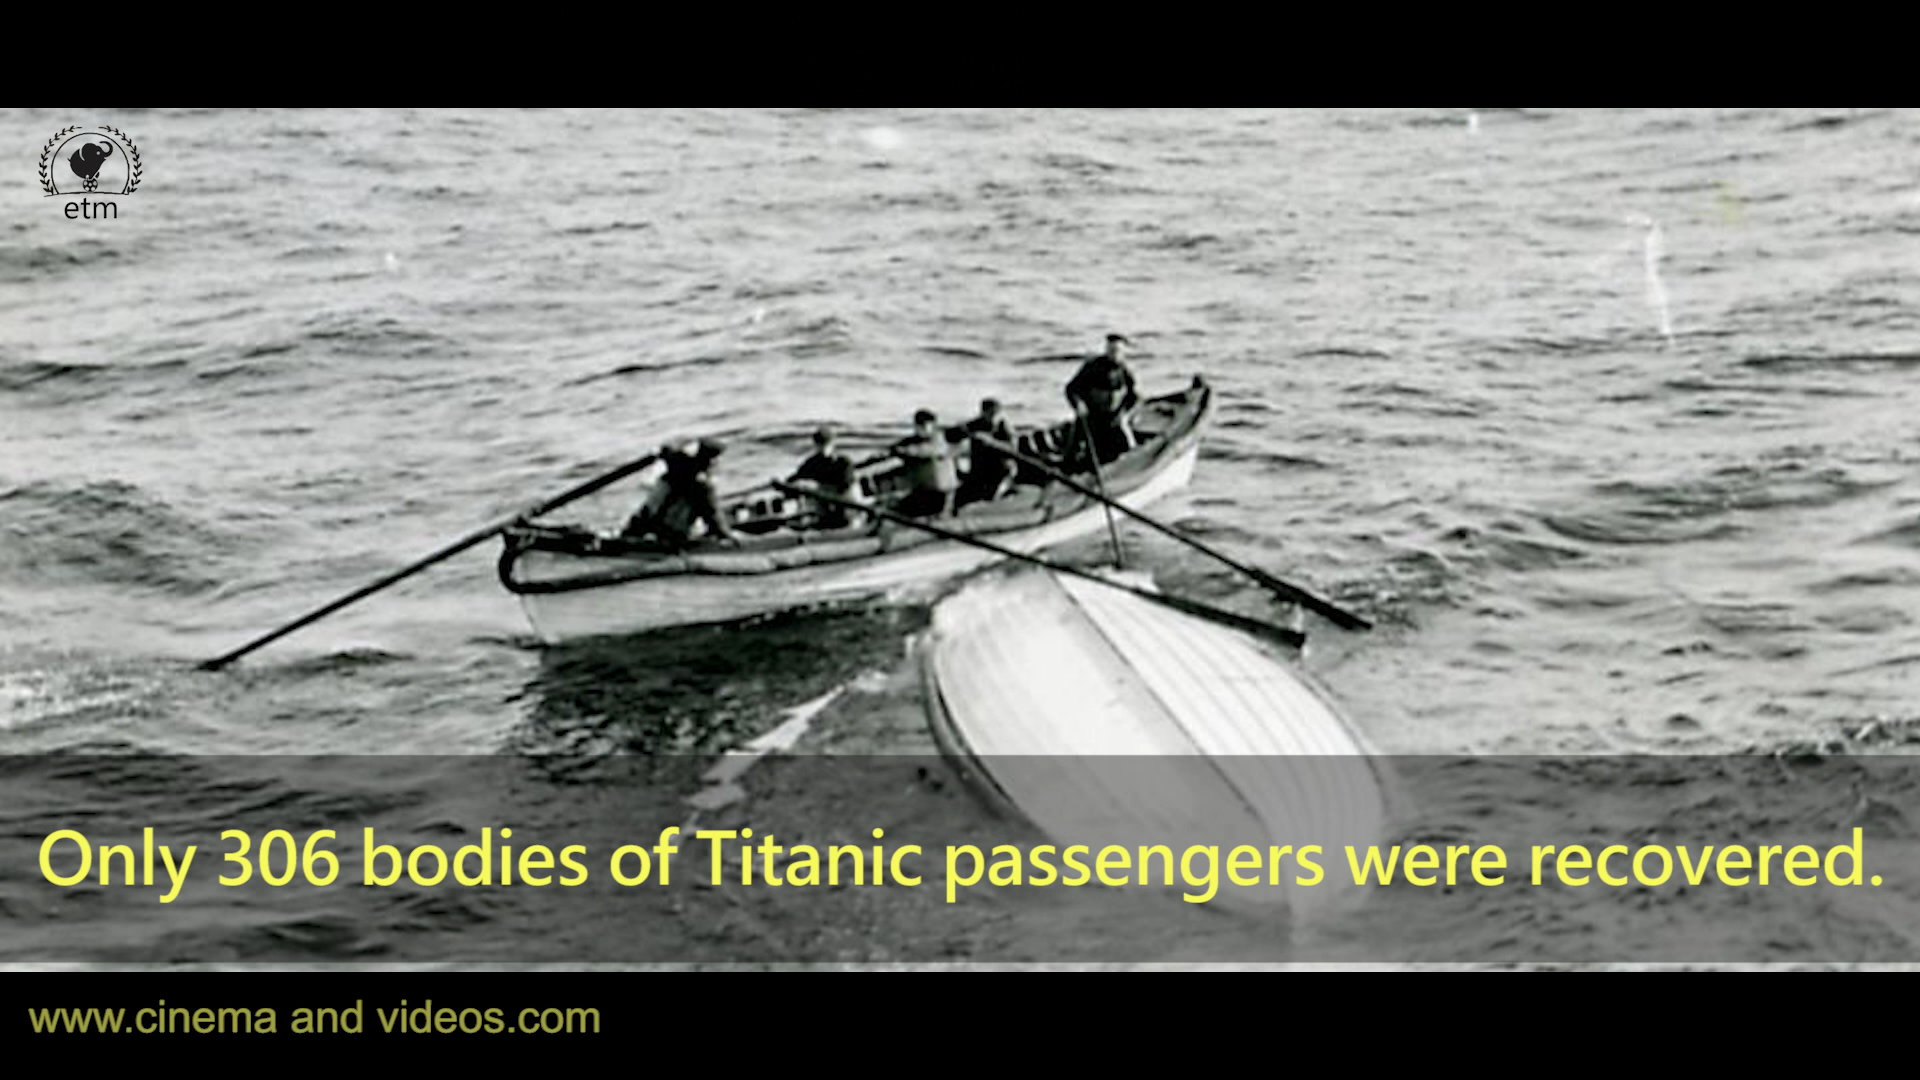 etm
Only 306 bodies of Titanic passengers were recovered.
www.cinema and videos.com